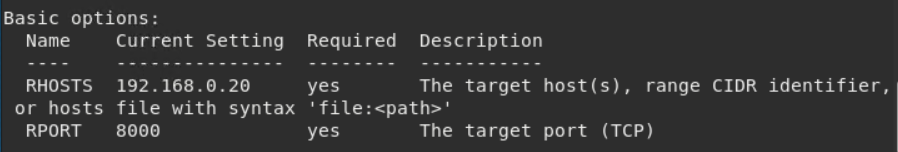 Basic options:
  Name    Current Setting  Required  Description
  ----    ---------------  --------  -----------
  RHOSTS  192.168.0.20     yes       The target host(s), range CIDR identifier,
 or hosts file with syntax 'file:<path>'
  RPORT   8000             yes       The target port (TCP)